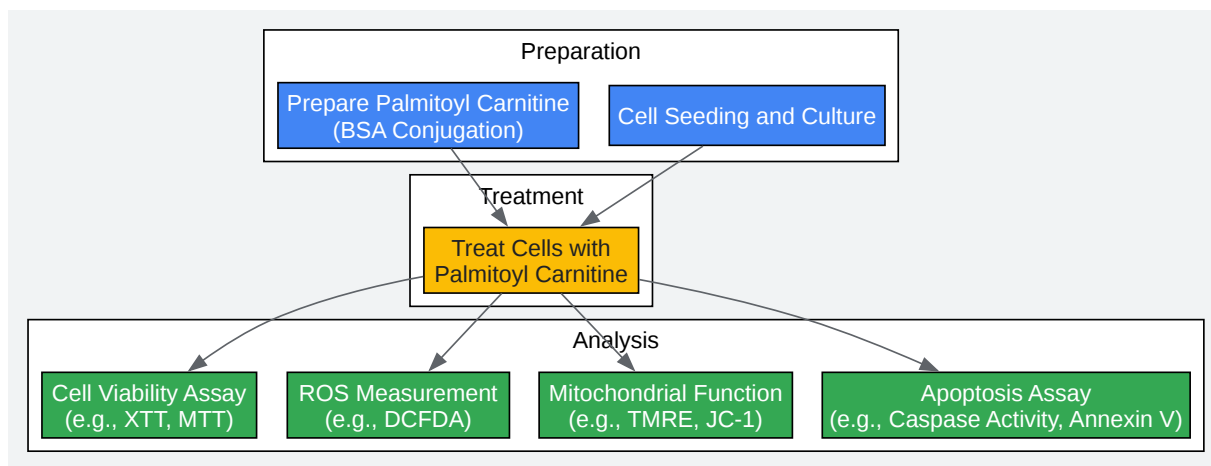 Preparation
Prepare Palmitoyl Carnitine
(BSA Conjugation)
Cell Seeding and Culture
Treatment
Treat Cells with
Palmitoyl Carnitine
Analysis
Cell Viability Assay
(e.g., XTT, MTT)
ROS Measurement
(e.g., DCFDA)
Mitochondrial Function
(e.g., TMRE, JC-1)
Apoptosis Assay
(e.g., Caspase Activity, Annexin V)